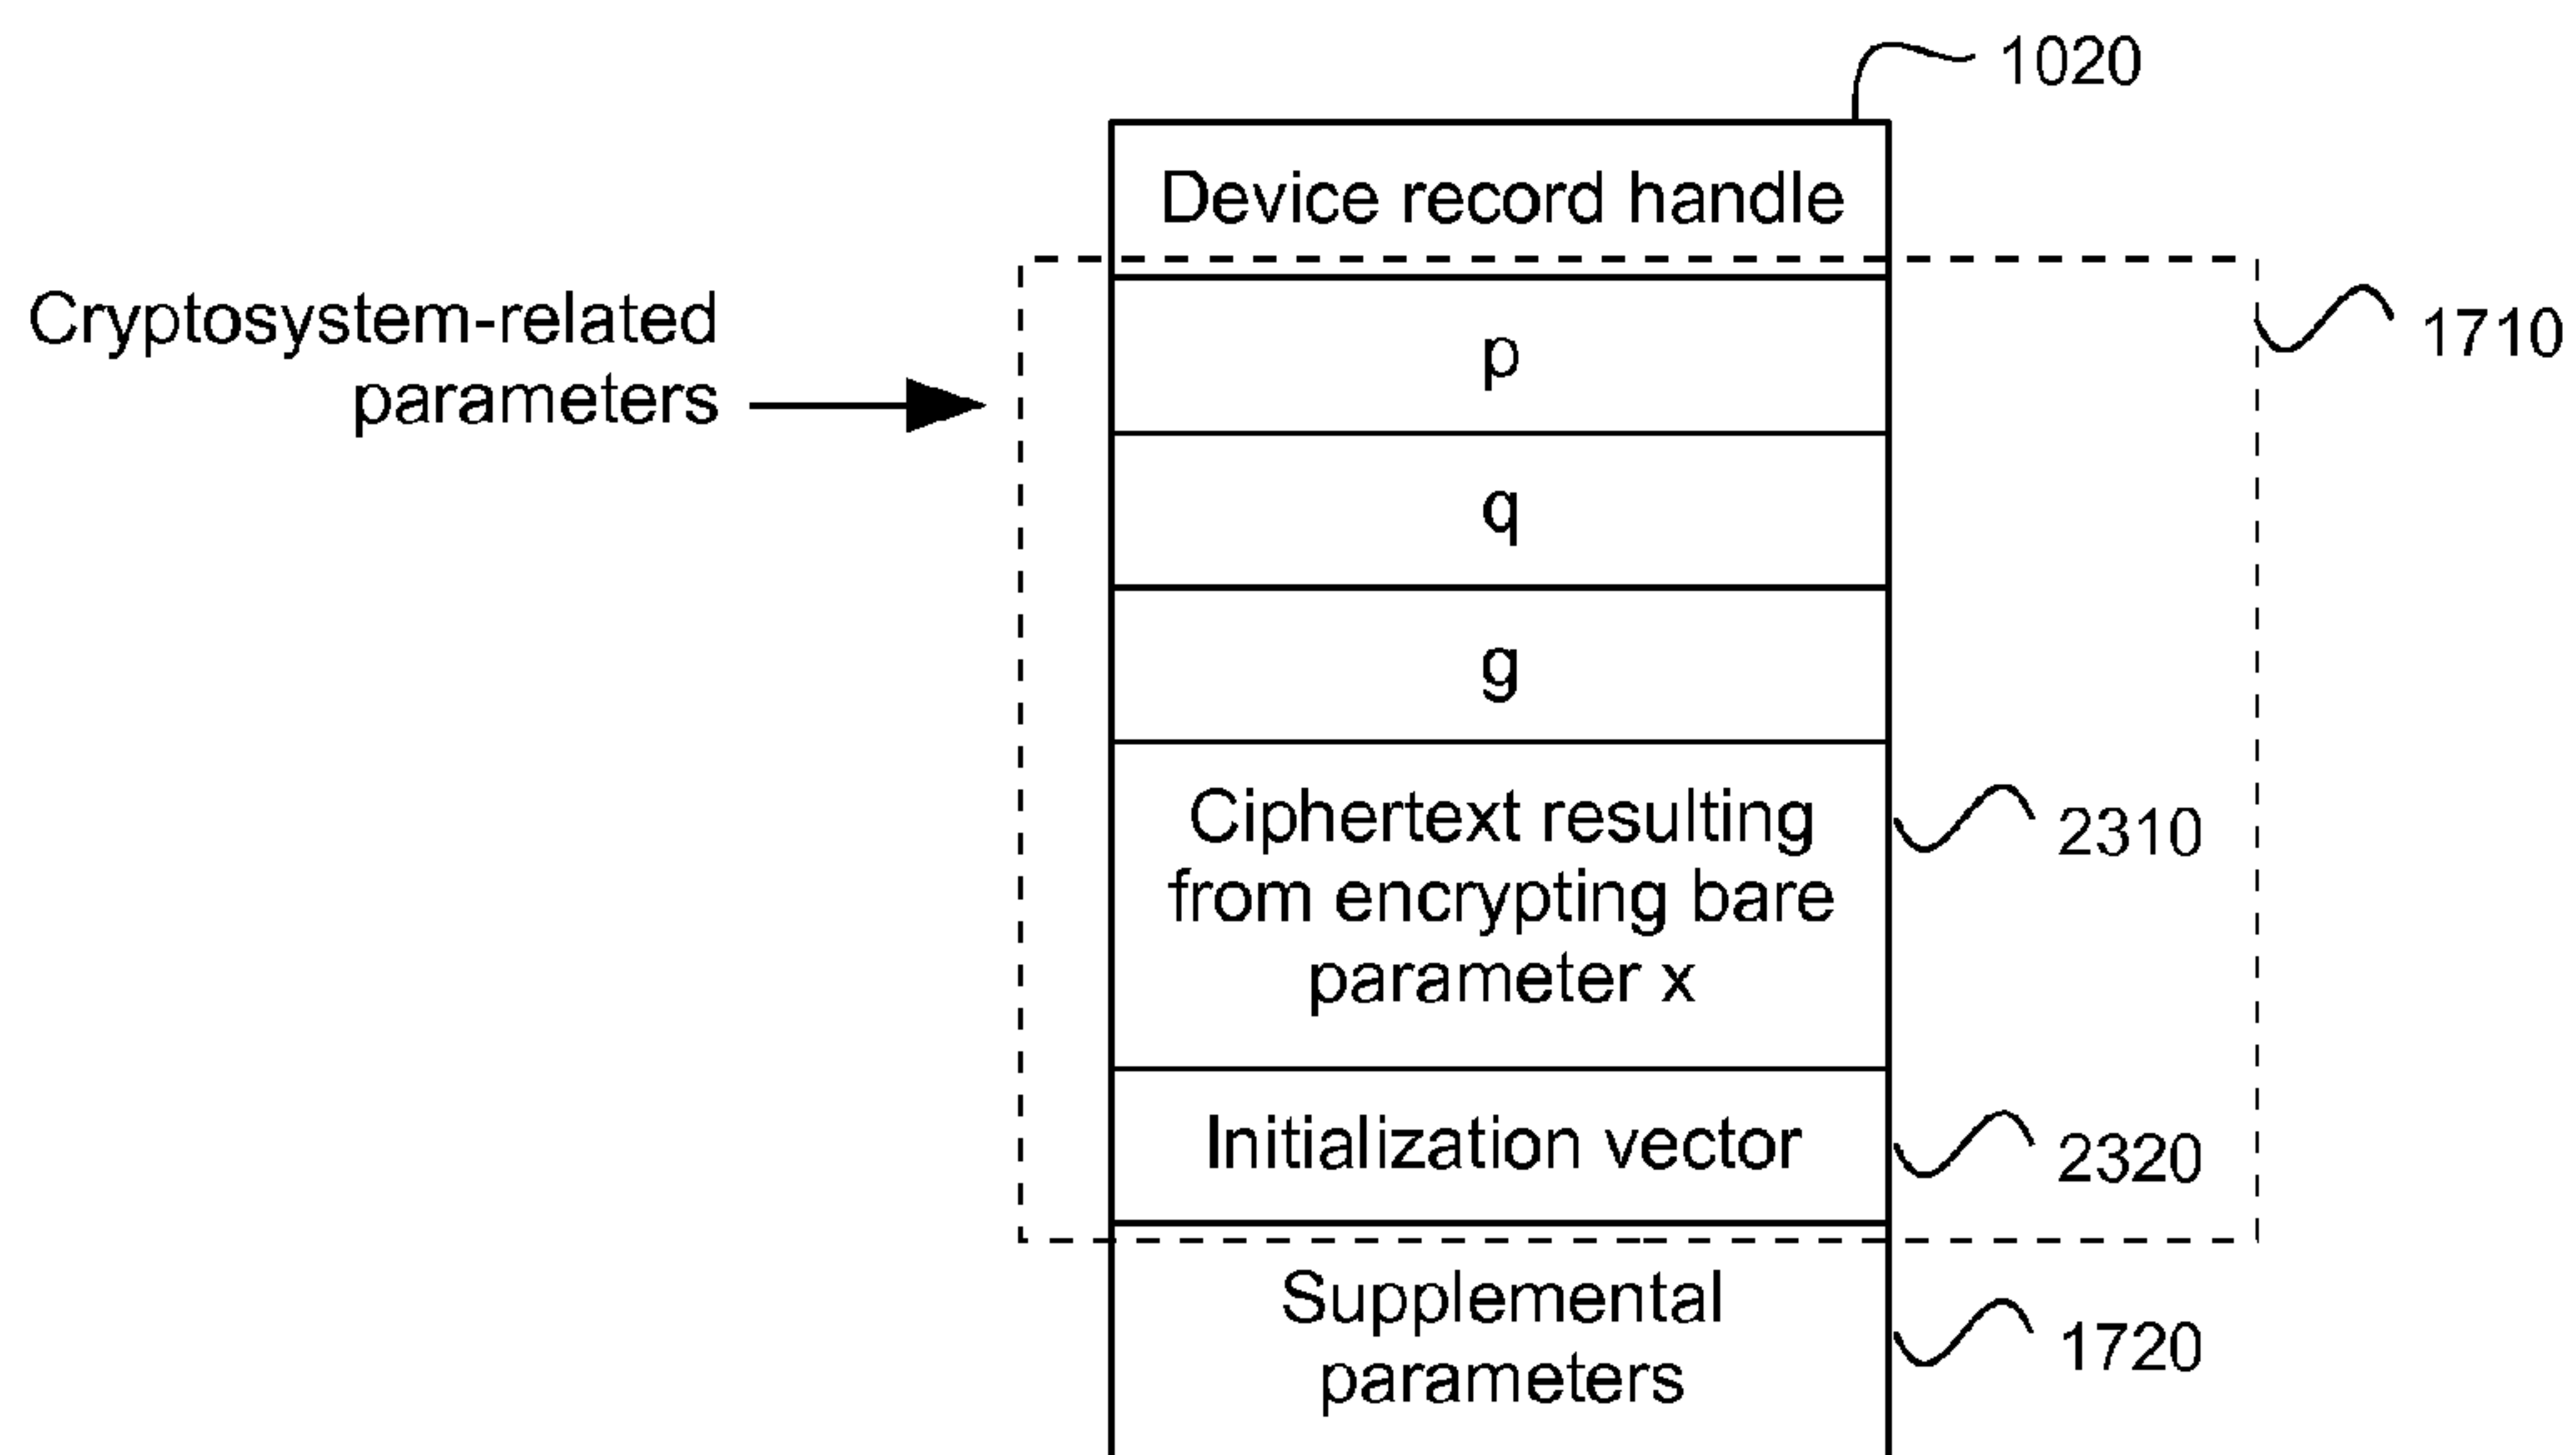 1020
Device record handle
Cryptosystem-related
parameters
1710
p
q
g
Ciphertext resulting
from encrypting bare
parameter x
2310
Initialization vector
2320
Supplemental
parameters
1720